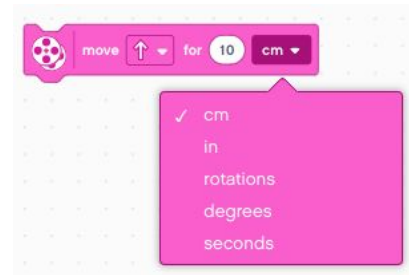 move for 10 cm
cm
in
rotations
degrees
seconds